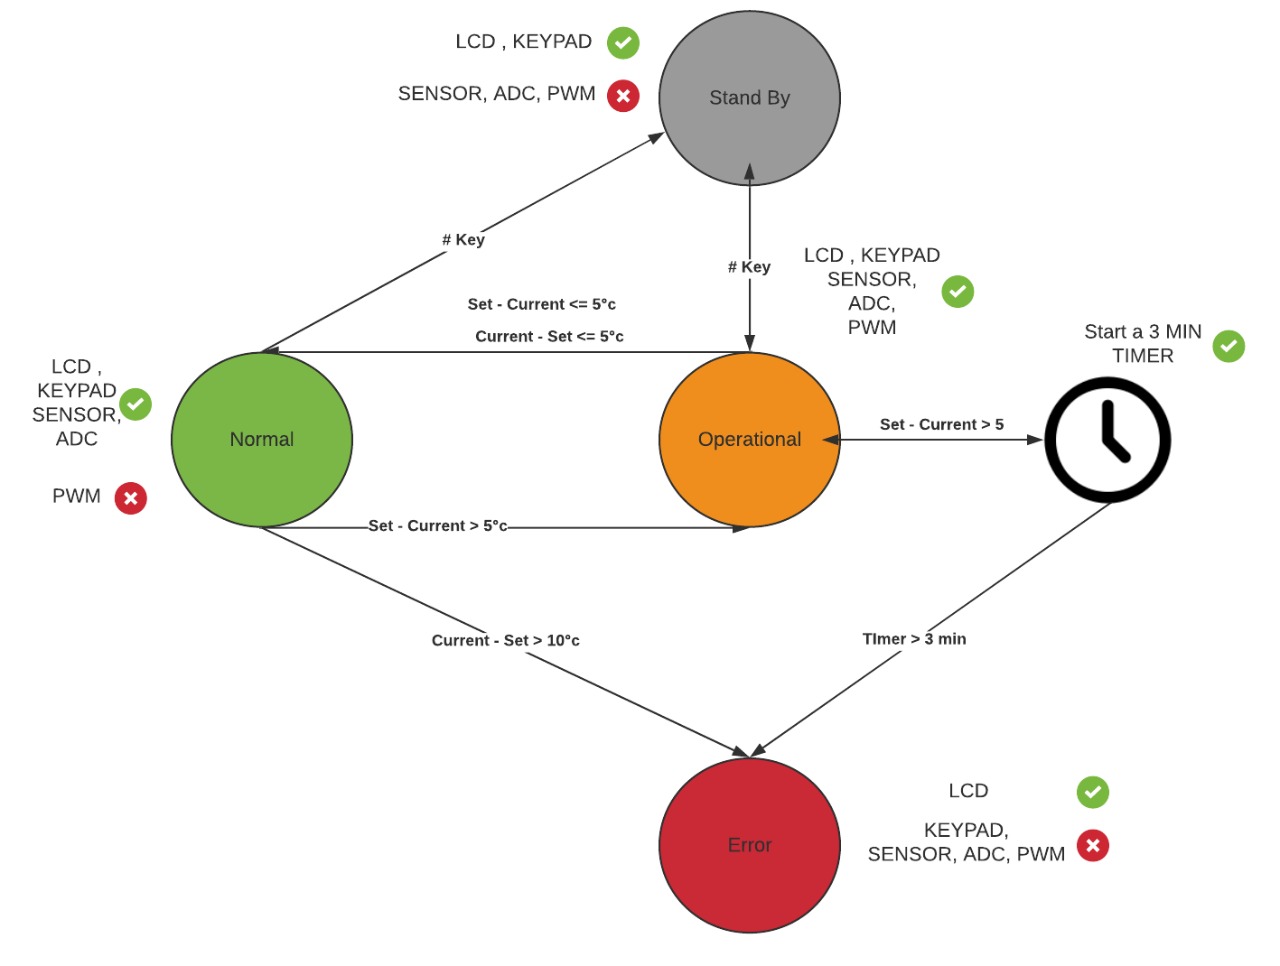 LCD , KEYPAD
SENSOR, ADC, PWM
Stand By
# Key
# Key
LCD , KEYPAD
SENSOR,
ADC,
PWM
Set - Current <= 5°c
Current - Set <= 5°c
Start a 3 MIN
TIMER
LCD ,
KEYPAD
SENSOR,
ADC
PWM
Normal
Operational
Set - Current > 5
Set - Current > 5°c
Current - Set > 10°c
TImer > 3 min
Error
LCD
KEYPAD,
SENSOR, ADC, PWM